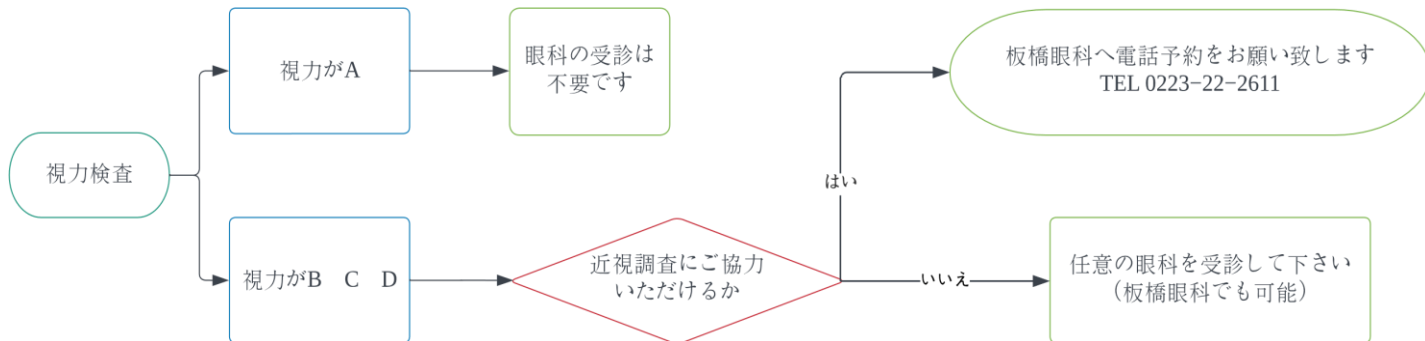 視力検査
視力がA
眼科の受診は
不要です
視力がB　C　D
近視調査にご協力
いただけるか
はい
板橋眼科へ電話予約をお願い致します
TEL 0223−22−2611
いいえ
任意の眼科を受診して下さい
（板橋眼科でも可能）